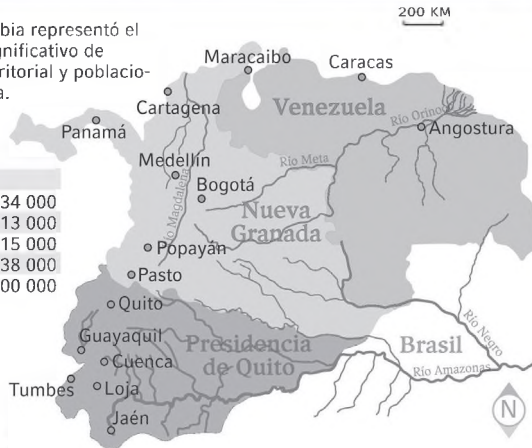 200 KM
bia representó el
gnificativo de
ritorial y poblacio-
a.
34 000
13 000
15 000
38 000
00 000
Maracaibo
Caracas
Cartagena
Venezuela
Panamá
Río Orino
Angostura
Medellín
Río Meta
Bogotá
Río Magdalena
Nueva
Granada
Popayán
Pasto
Quito
Guayaquil
Presidencia
de Quito
Cuenca
Brasil
Río Negro
Río Amazonas
Tumbes
Loja
Jaén
N